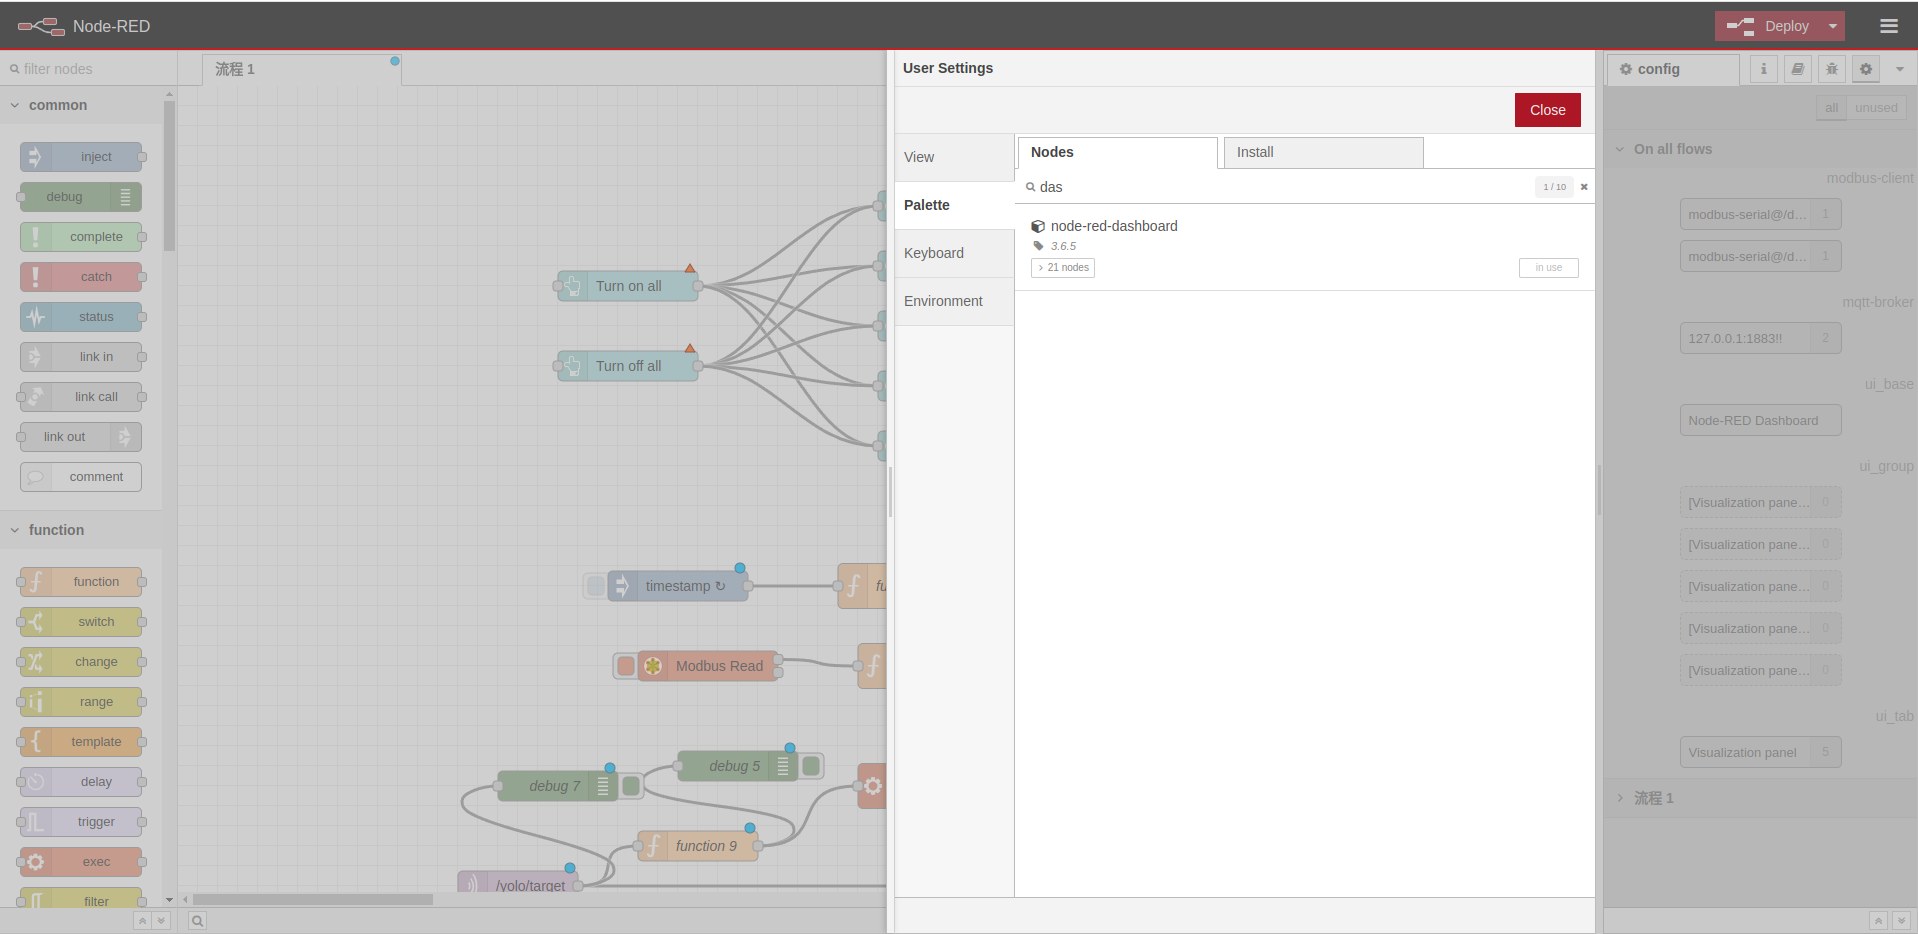 Node-RED
Deploy
filter nodes
流程 1
common
inject
debug
complete
catch
status
link in
link call
link out
comment
function
function
switch
change
range
template
delay
trigger
exec
filter
Turn on all
Turn off all
timestamp ↻
fu
Modbus Read
debug 7
debug 5
function 9
/yolo/target
User Settings
Close
View
Palette
Keyboard
Environment
Nodes
Install
das
1 / 10
node-red-dashboard
3.6.5
21 nodes
in use
config
all
unused
On all flows
modbus-client
modbus-serial@/d... 1
modbus-serial@/d... 1
mqtt-broker
127.0.0.1:1883!! 2
ui_base
Node-RED Dashboard
ui_group
[Visualization pane... 0
[Visualization pane... 0
[Visualization pane... 0
[Visualization pane... 0
[Visualization pane... 0
ui_tab
Visualization panel 5
流程 1